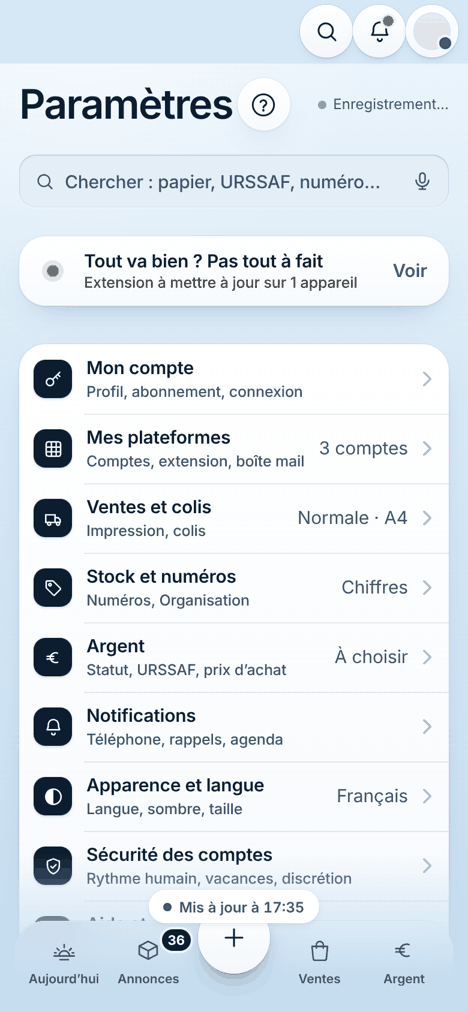 Paramètres
Enregistrement...
Chercher : papier, URSSAF, numéro...
Tout va bien ? Pas tout à fait
Extension à mettre à jour sur 1 appareil
Voir
Mon compte
Profil, abonnement, connexion
Mes plateformes
Comptes, extension, boîte mail
3 comptes
Ventes et colis
Impression, colis
Normale · A4
Stock et numéros
Numéros, Organisation
Chiffres
Argent
Statut, URSSAF, prix d'achat
À choisir
Notifications
Téléphone, rappels, agenda
Apparence et langue
Langue, sombre, taille
Français
Sécurité des comptes
Rythme humain, vacances, discrétion
Mis à jour à 17:35
Aujourd'hui
Annonces
36
Ventes
Argent